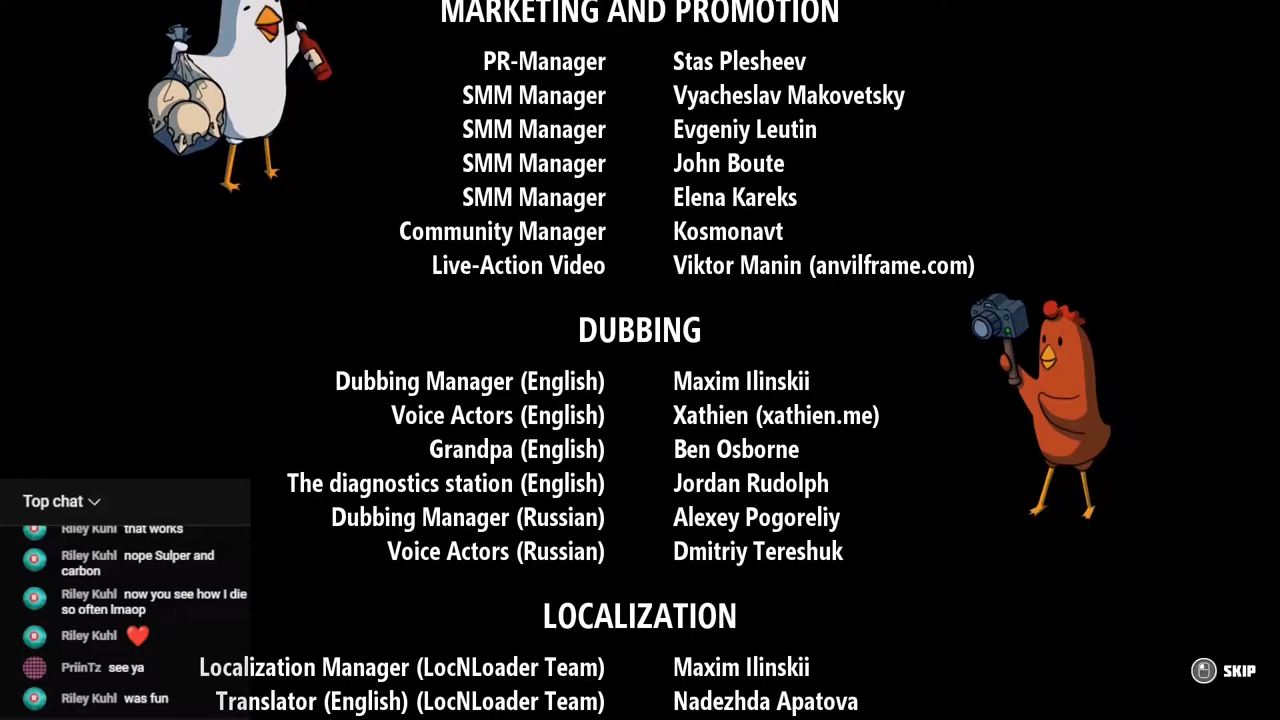 MARKETING AND PROMOTION
PR-Manager Stas Plesheev
SMM Manager Vyacheslav Makovetsky
SMM Manager Evgeniy Leutin
SMM Manager John Boute
SMM Manager Elena Kareks
Community Manager Kosmonavt
Live-Action Video Viktor Manin (anvilframe.com)
DUBBING
Dubbing Manager (English) Maxim Ilinskii
Voice Actors (English) Xathien (xathien.me)
Grandpa (English) Ben Osborne
The diagnostics station (English) Jordan Rudolph
Dubbing Manager (Russian) Alexey Pogoreliy
Voice Actors (Russian) Dmitriy Tereshuk
LOCALIZATION
Localization Manager (LocNLoader Team) Maxim Ilinskii
Translator (English) (LocNLoader Team) Nadezhda Apatova
Top chat
Riley Kuhl that works
Riley Kuhl nope Sulper and
carbon
Riley Kuhl now you see how I die
so often lmaop
Riley Kuhl ❤️
PriinTz see ya
Riley Kuhl was fun
SKIP